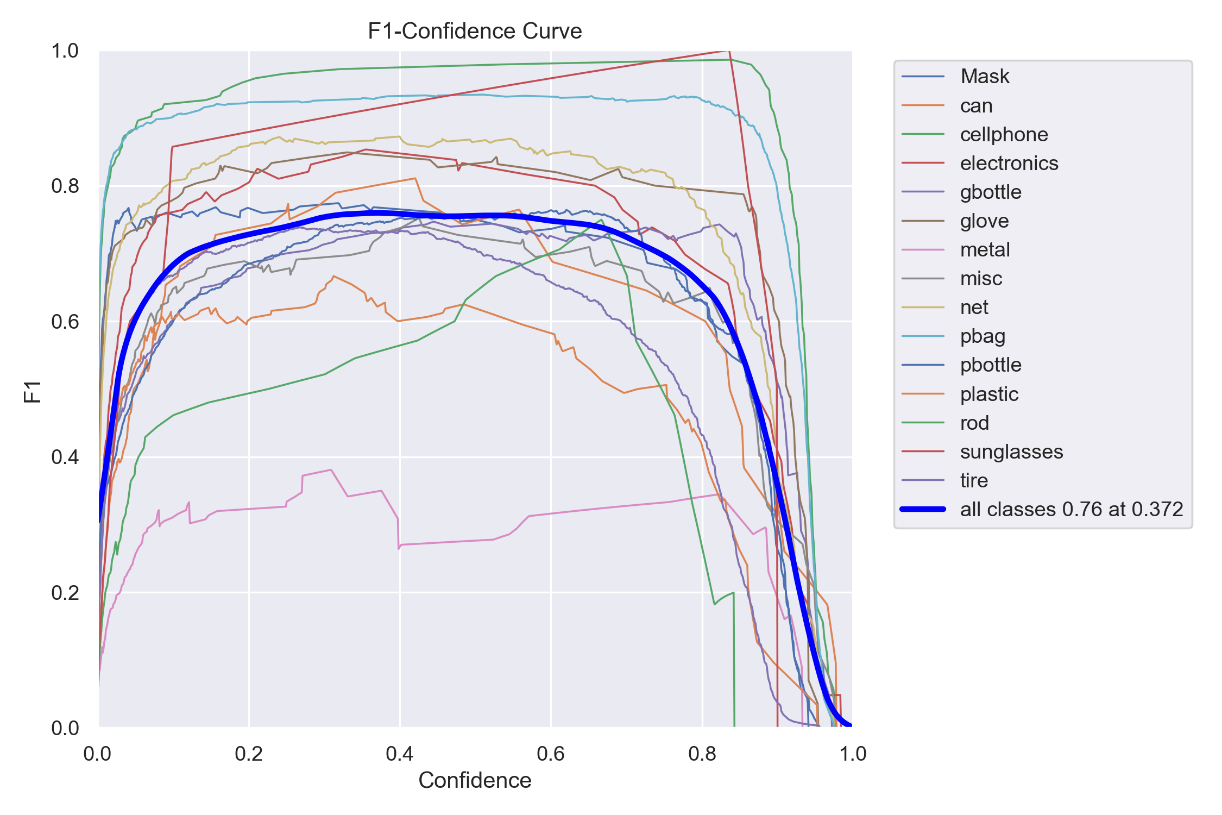 F1-Confidence Curve
1.0
0.8
0.6
0.4
0.2
0.0
F1
0.0 0.2 0.4 0.6 0.8 1.0
Confidence
Mask
can
cellphone
electronics
gbottle
glove
metal
misc
net
pbag
pbottle
plastic
rod
sunglasses
tire
all classes 0.76 at 0.372